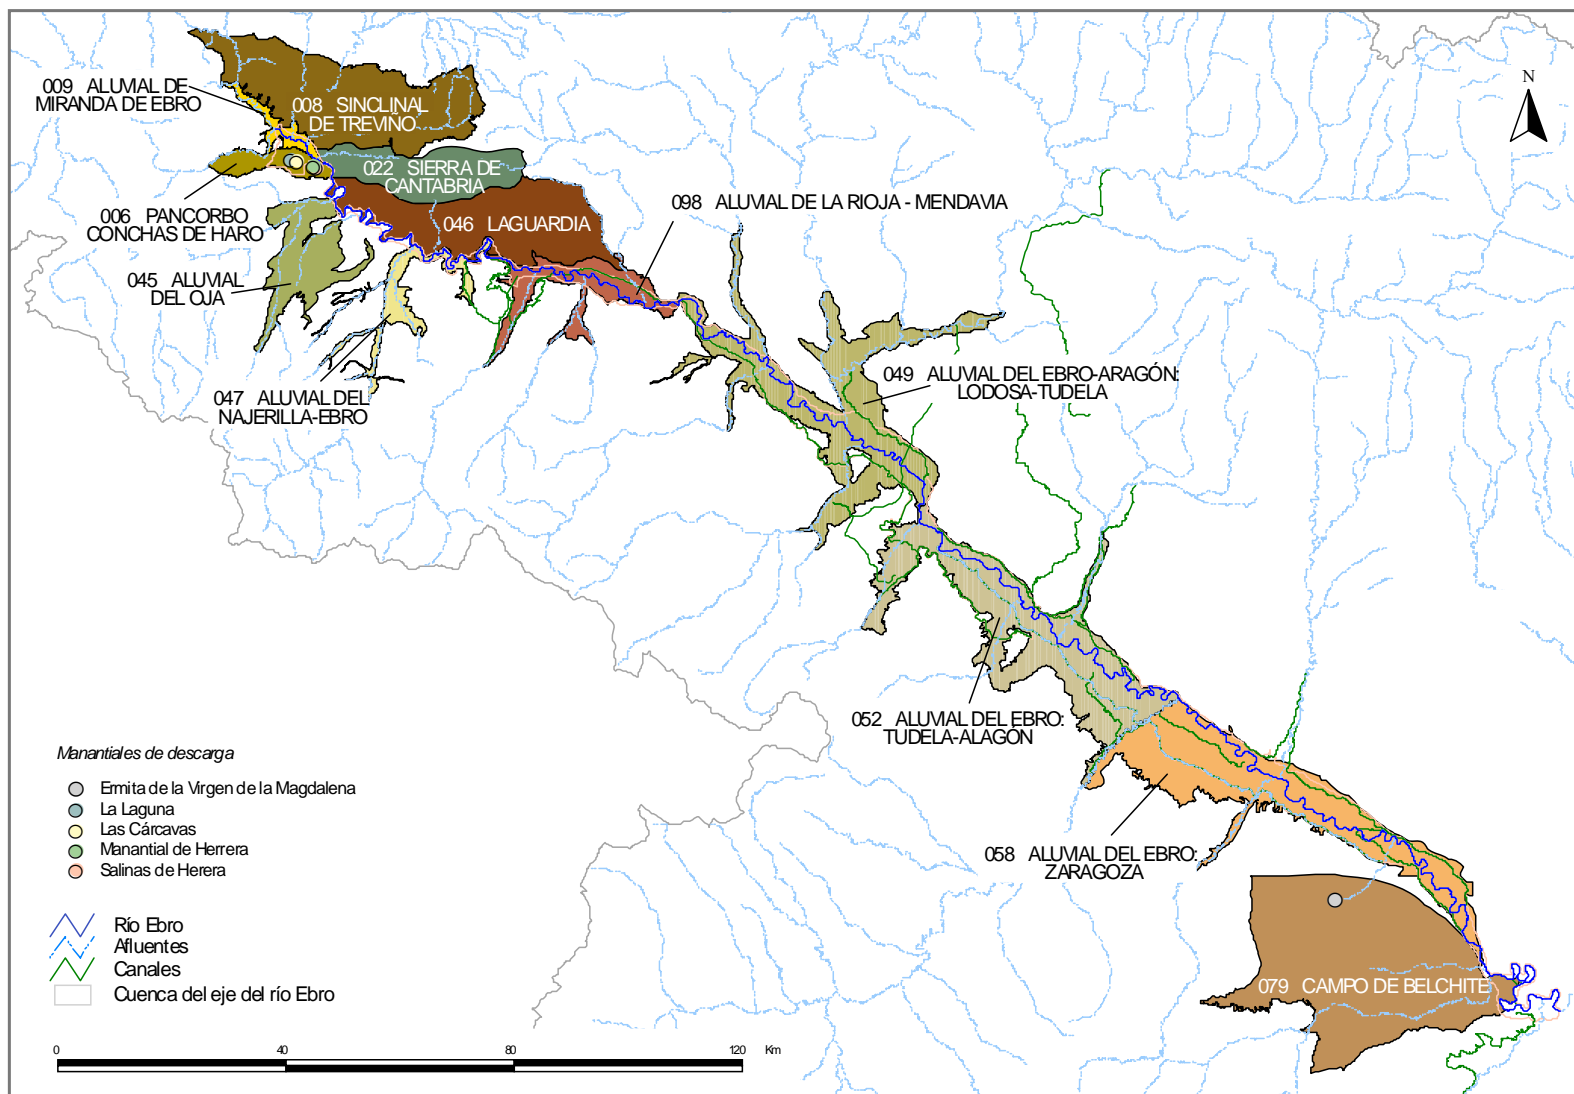 N
009 ALUVIAL DE
MIRANDA DE EBRO
008 SINCLINAL
DE TREVIÑO
022 SIERRA DE
CANTABRIA
006 PANCORBO
CONCHAS DE HARO
046 LAGUARDIA
098 ALUVIAL DE LA RIOJA - MENDAVIA
045 ALUVIAL
DEL OJA
047 ALUVIAL DEL
NAJERILLA-EBRO
049 ALUVIAL DEL EBRO-ARAGÓN:
LODOSA-TUDELA
052 ALUVIAL DEL EBRO:
TUDELA-ALAGÓN
058 ALUVIAL DEL EBRO:
ZARAGOZA
079 CAMPO DE BELCHITE
Manantiales de descarga
Ermita de la Virgen de la Magdalena
La Laguna
Las Cárcavas
Manantial de Herrera
Salinas de Herera
Río Ebro
Afluentes
Canales
Cuenca del eje del río Ebro
0 40 80 120 Km